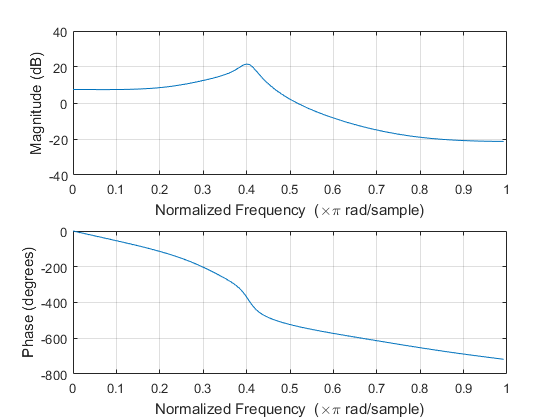 40
20
0
-20
-40
Magnitude (dB)
0 0.1 0.2 0.3 0.4 0.5 0.6 0.7 0.8 0.9 1
Normalized Frequency (×π rad/sample)
0
-200
-400
-600
-800
Phase (degrees)
0 0.1 0.2 0.3 0.4 0.5 0.6 0.7 0.8 0.9 1
Normalized Frequency (×π rad/sample)